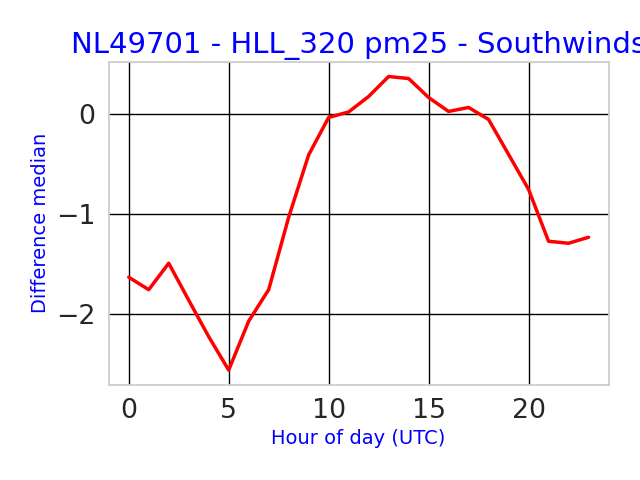 NL49701 - HLL_320 pm25 - Southwinds
0
−1
−2
Difference median
0 5 10 15 20
Hour of day (UTC)